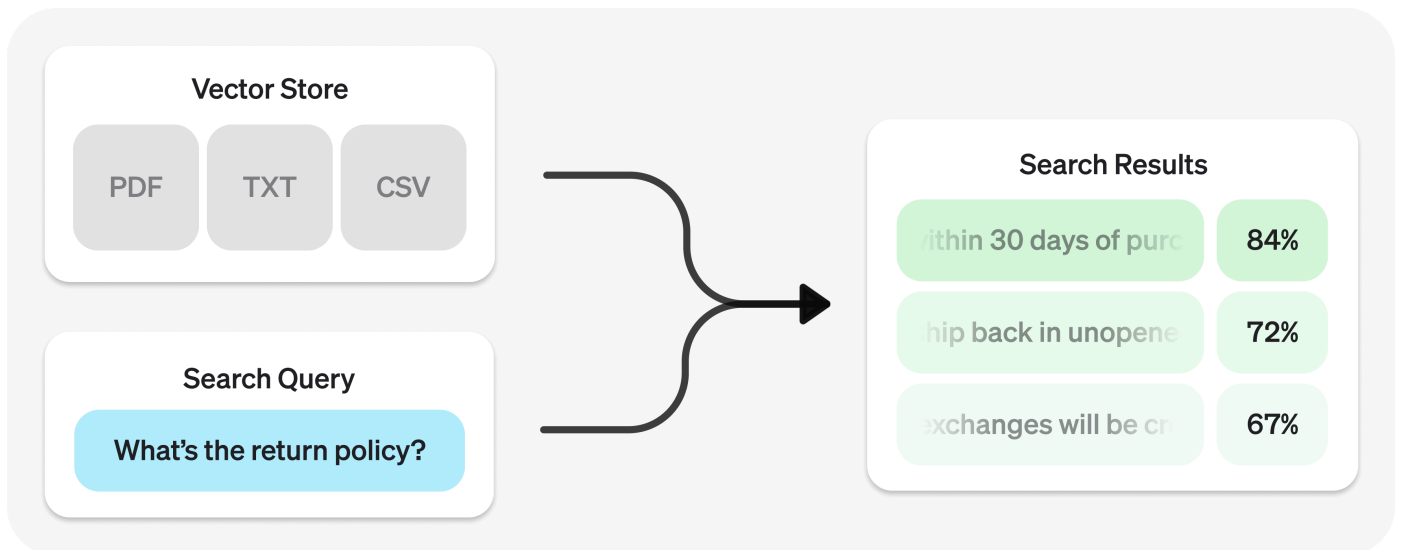 Vector Store
PDF TXT CSV
Search Query
What's the return policy?
Search Results
ithin 30 days of purc 84%
hip back in unopene 72%
exchanges will be cr 67%